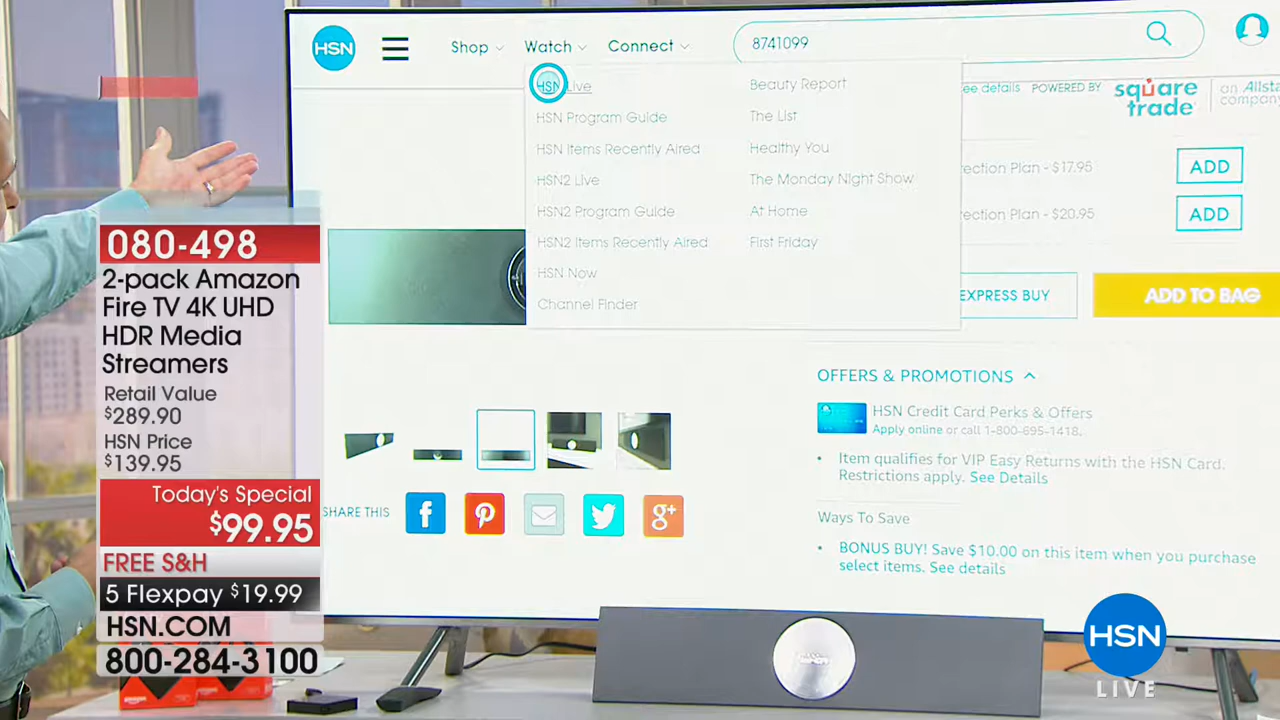 HSN
Shop
Watch
Connect
8741099
HSN Live
HSN Program Guide
HSN Items Recently Aired
HSN2 Live
HSN2 Program Guide
HSN2 Items Recently Aired
HSN Now
Channel Finder
Beauty Report
The List
Healthy You
The Monday Night Show
At Home
First Friday
ee details POWERED BY
square trade
an Allsta
company
ection Plan - $17.95
ADD
ection Plan - $20.95
ADD
EXPRESS BUY
ADD TO BAG
OFFERS & PROMOTIONS
HSN Credit Card Perks & Offers
Apply online or call 1-800-695-1418.
• Item qualifies for VIP Easy Returns with the HSN Card.
Restrictions apply. See Details
Ways To Save
• BONUS BUY! Save $10.00 on this item when you purchase
select items. See details
SHARE THIS
080-498
2-pack Amazon
Fire TV 4K UHD
HDR Media
Streamers
Retail Value
$289.90
HSN Price
$139.95
Today's Special
$99.95
FREE S&H
5 Flexpay $19.99
HSN.COM
800-284-3100
HSN
LIVE